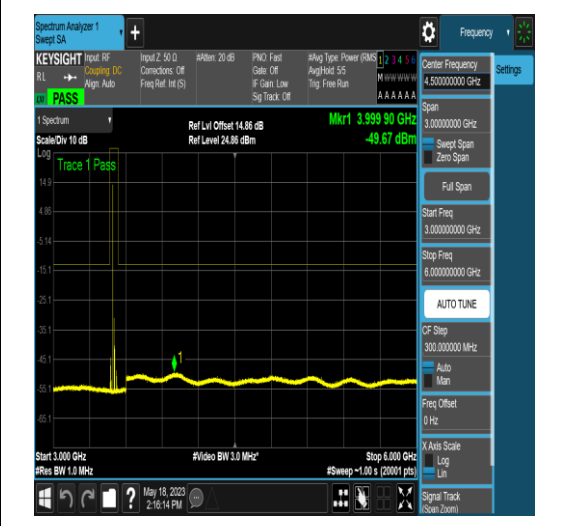 Spectrum Analyzer 1
Swept SA
+
Frequency
KEYSIGHT
RL
LXI
PASS
Input: RF
Coupling: DC
Align: Auto
Input Z: 50 Ω
Corrections: Off
Freq Ref: Int (S)
#Atten: 20 dB
PNO: Fast
Gate: Off
IF Gain: Low
Sig Track: Off
#Avg Type: Power (RMS
Avg|Hold: 5/5
Trig: Free Run
1 2 3 4 5 6
M W W W W W
A A A A A A
Center Frequency
4.500000000 GHz
Settings
Span
3.00000000 GHz
Swept Span
Zero Span
Full Span
Start Freq
3.000000000 GHz
Stop Freq
6.000000000 GHz
AUTO TUNE
CF Step
300.000000 MHz
Auto
Man
Freq Offset
0 Hz
X Axis Scale
Log
Lin
Signal Track
(Span Zoom)
1 Spectrum
Scale/Div 10 dB
Ref Lvl Offset 14.86 dB
Ref Level 24.86 dBm
Mkr1 3.999 90 GHz
-49.67 dBm
Log
Trace 1 Pass
14.9
4.86
-5.14
-15.1
-25.1
-35.1
-45.1
-55.1
-65.1
1
Start 3.000 GHz
#Res BW 1.0 MHz
#Video BW 3.0 MHz*
Stop 6.000 GHz
#Sweep ~1.00 s (20001 pts)
?
May 18, 2023
2:16:14 PM